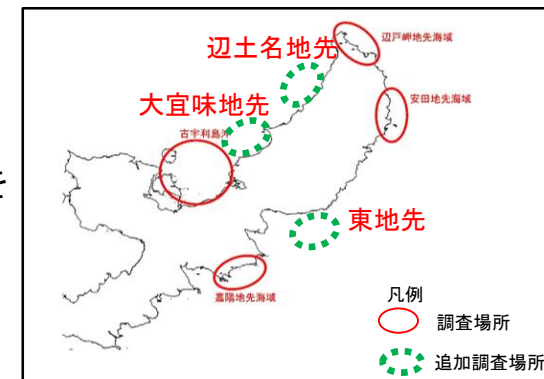 辺戸岬地先海域
辺土名地先
安田地先海域
大宜味地先
古宇利島沖
東地先
嘉陽地先海域
凡例
調査場所
追加調査場所